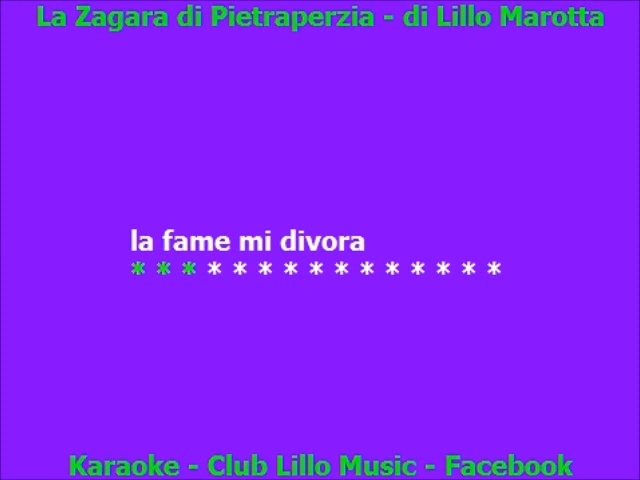 La Zagara di Pietraperzia - di Lillo Marotta
la fame mi divora
* * * * * * * * * * * * * * *
Karaoke - Club Lillo Music - Facebook